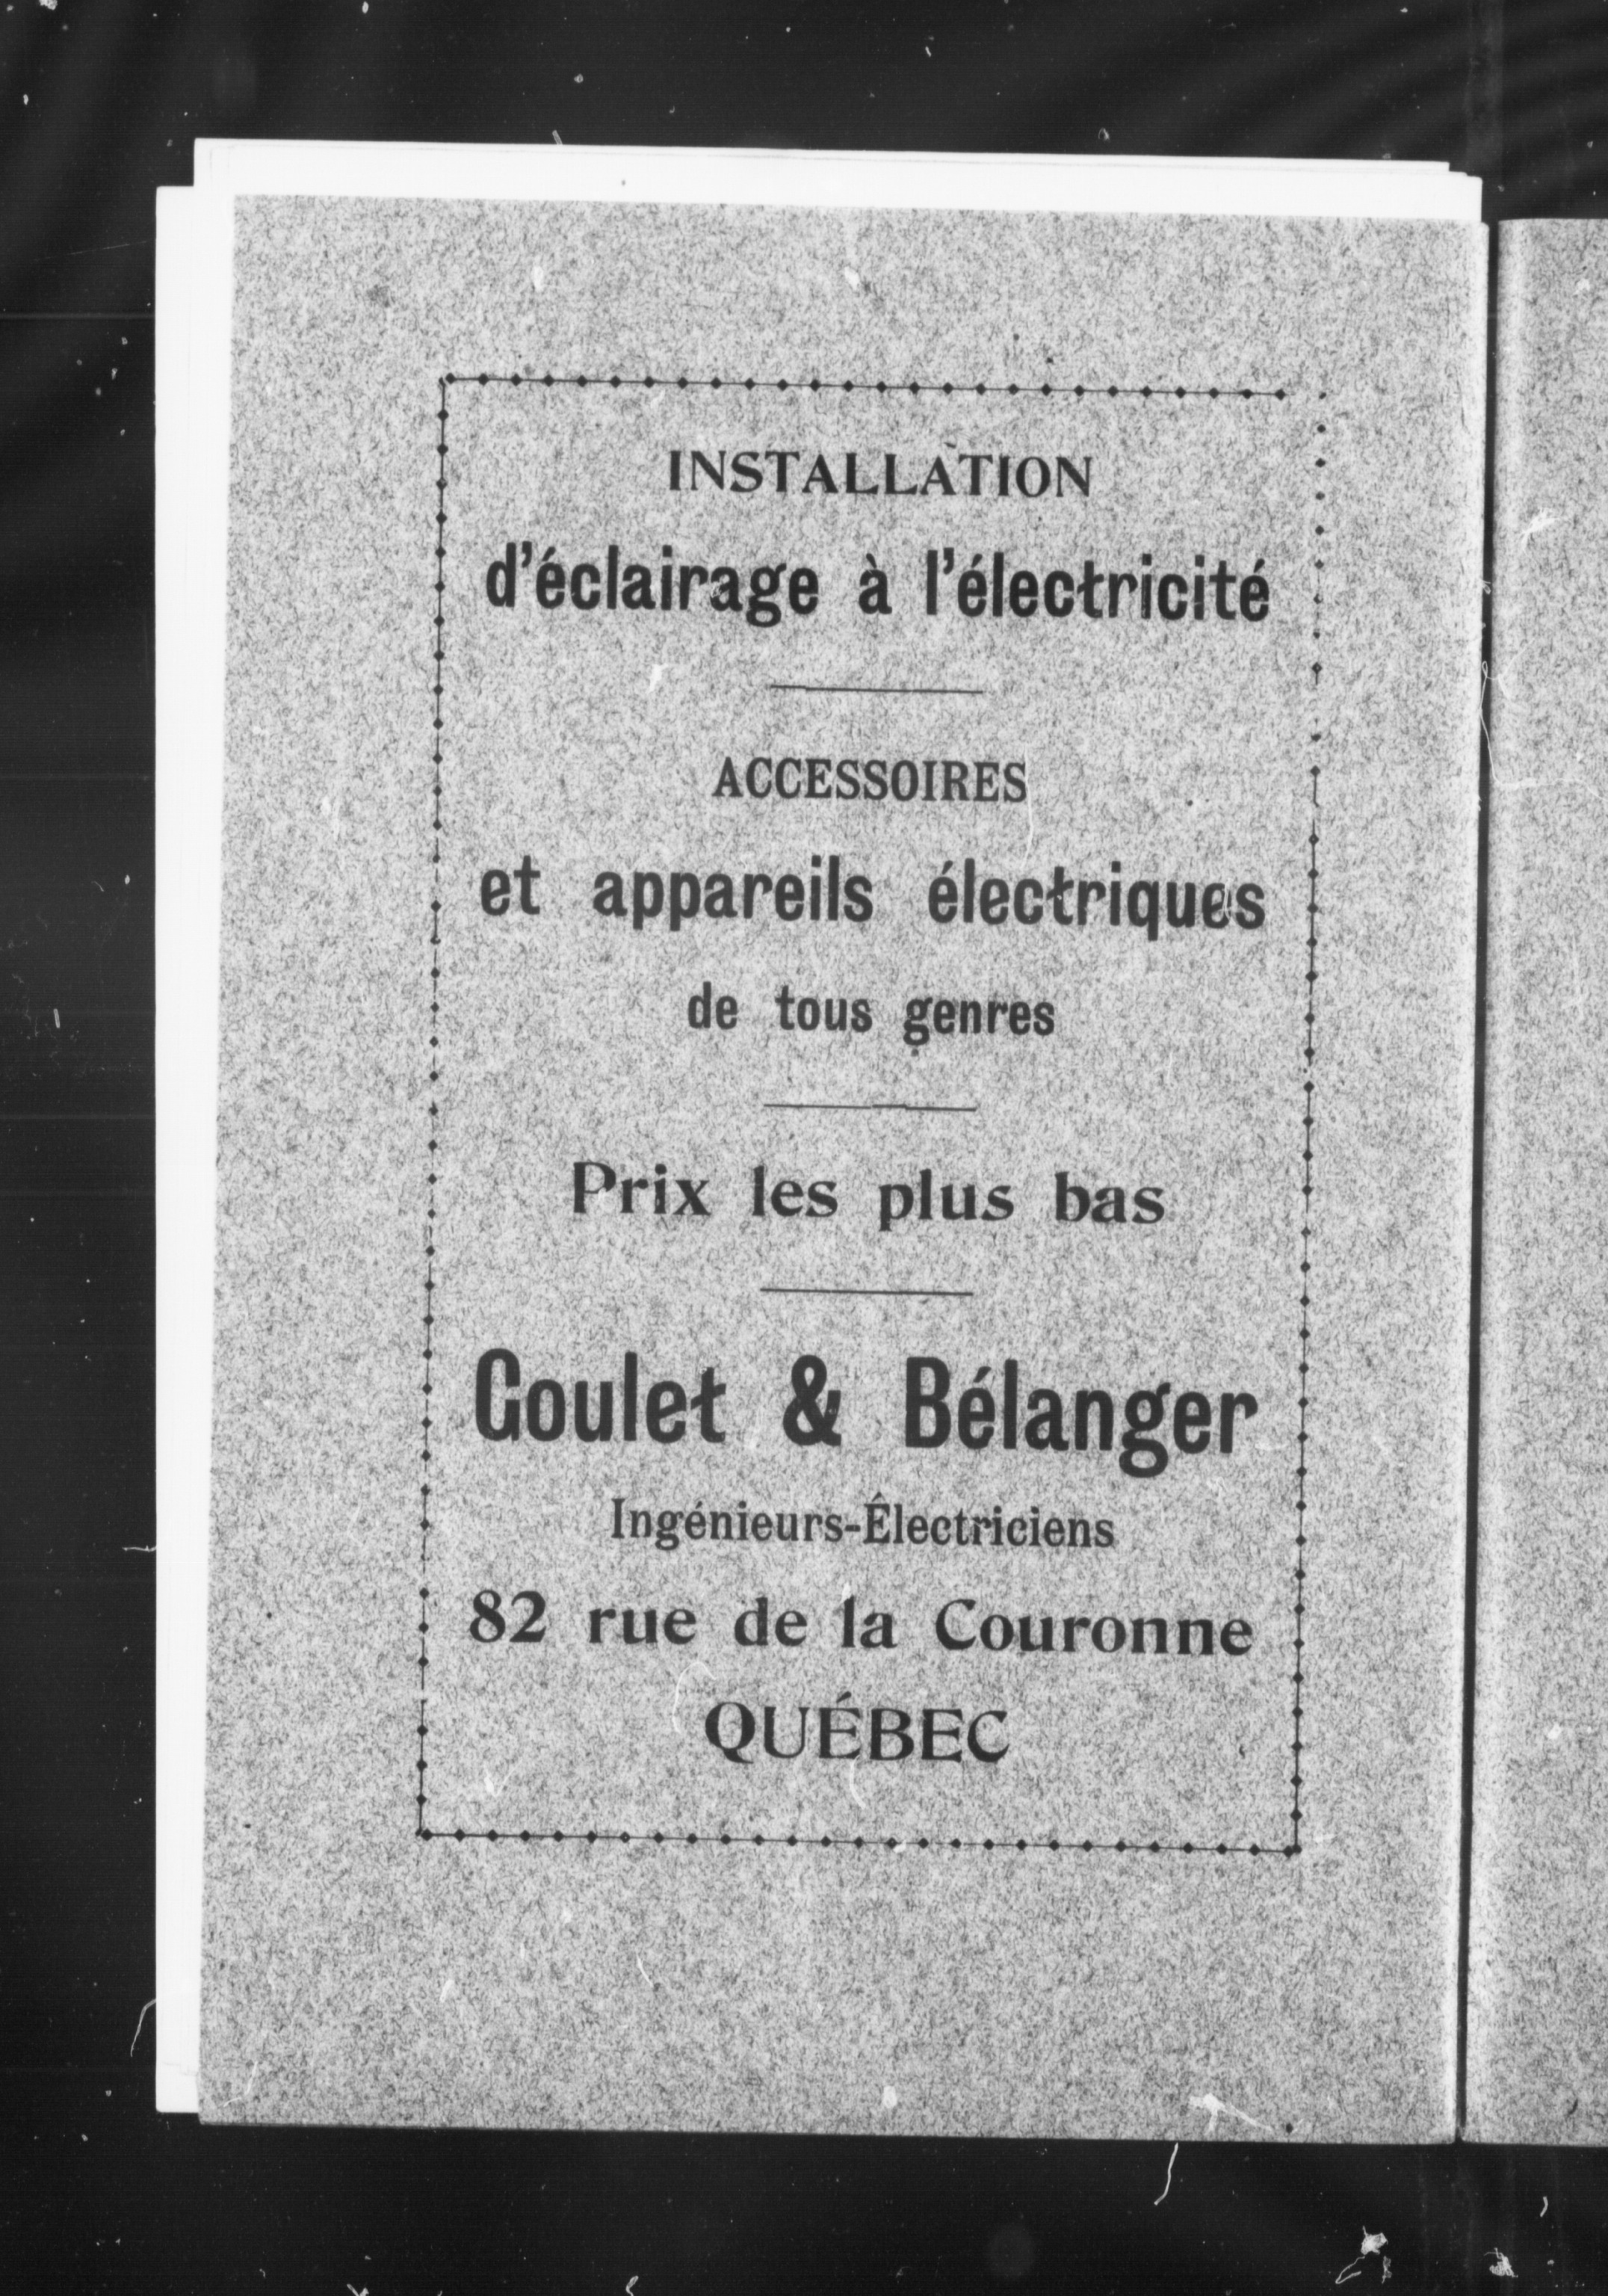 INSTALLATION
d'éclairage à l'électricité
ACCESSOIRES
et appareils électriques
de tous genres
Prix les plus bas
Goulet & Bélanger
Ingénieurs-Électriciens
82 rue de la Couronne
QUÉBEC